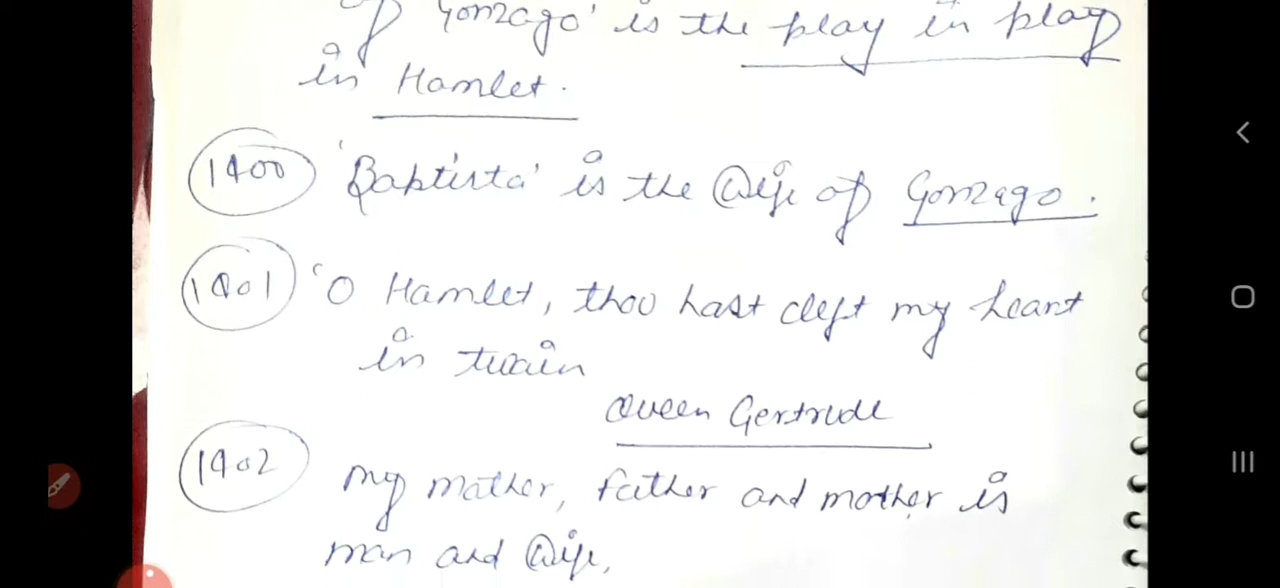 of 'Gonzago' is the play in play
in Hamlet.
1400 'Baptista' is the wife of Gonzago.
1401 'O Hamlet, thou hast cleft my heart
in twain
Queen Gertrude
1402 My mother, father and mother is
man and wife,